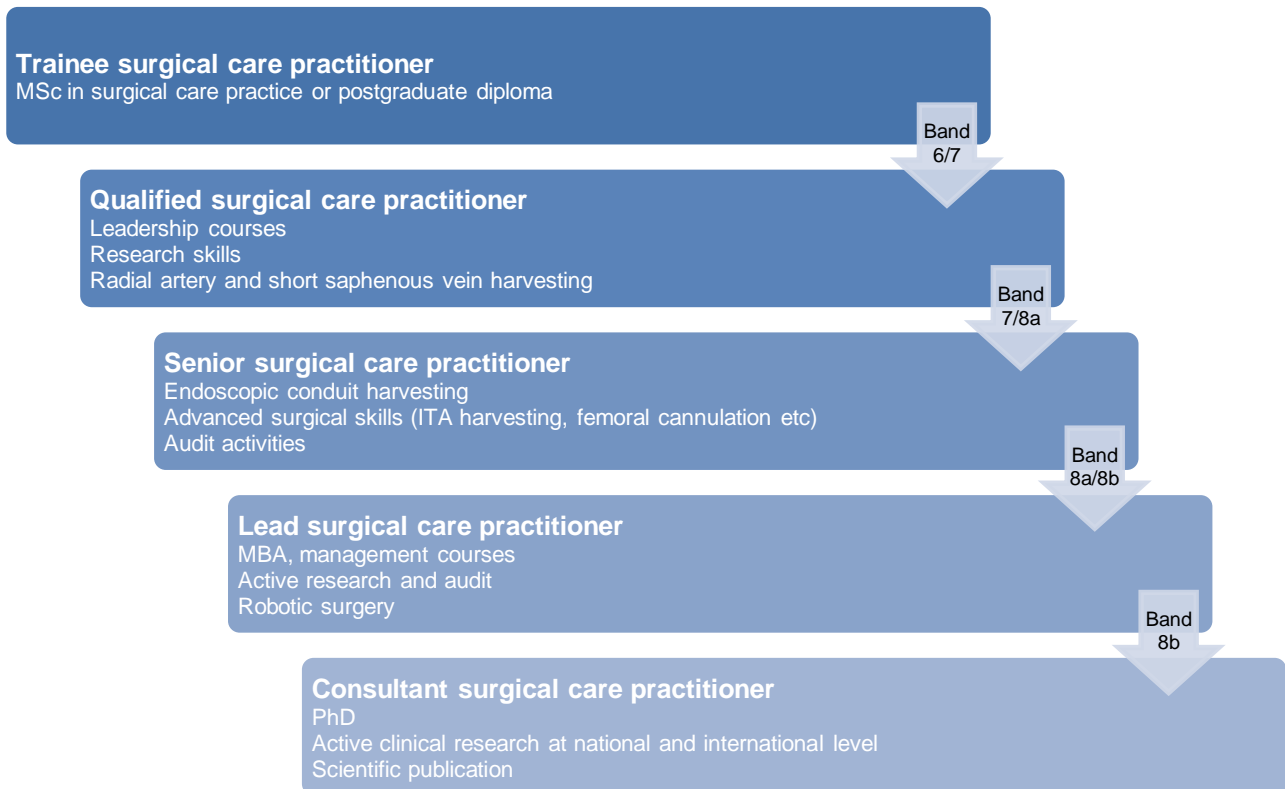 Trainee surgical care practitioner
MSc in surgical care practice or postgraduate diploma
Band
6/7
Qualified surgical care practitioner
Leadership courses
Research skills
Radial artery and short saphenous vein harvesting
Band
7/8a
Senior surgical care practitioner
Endoscopic conduit harvesting
Advanced surgical skills (ITA harvesting, femoral cannulation etc)
Audit activities
Band
8a/8b
Lead surgical care practitioner
MBA, management courses
Active research and audit
Robotic surgery
Band
8b
Consultant surgical care practitioner
PhD
Active clinical research at national and international level
Scientific publication